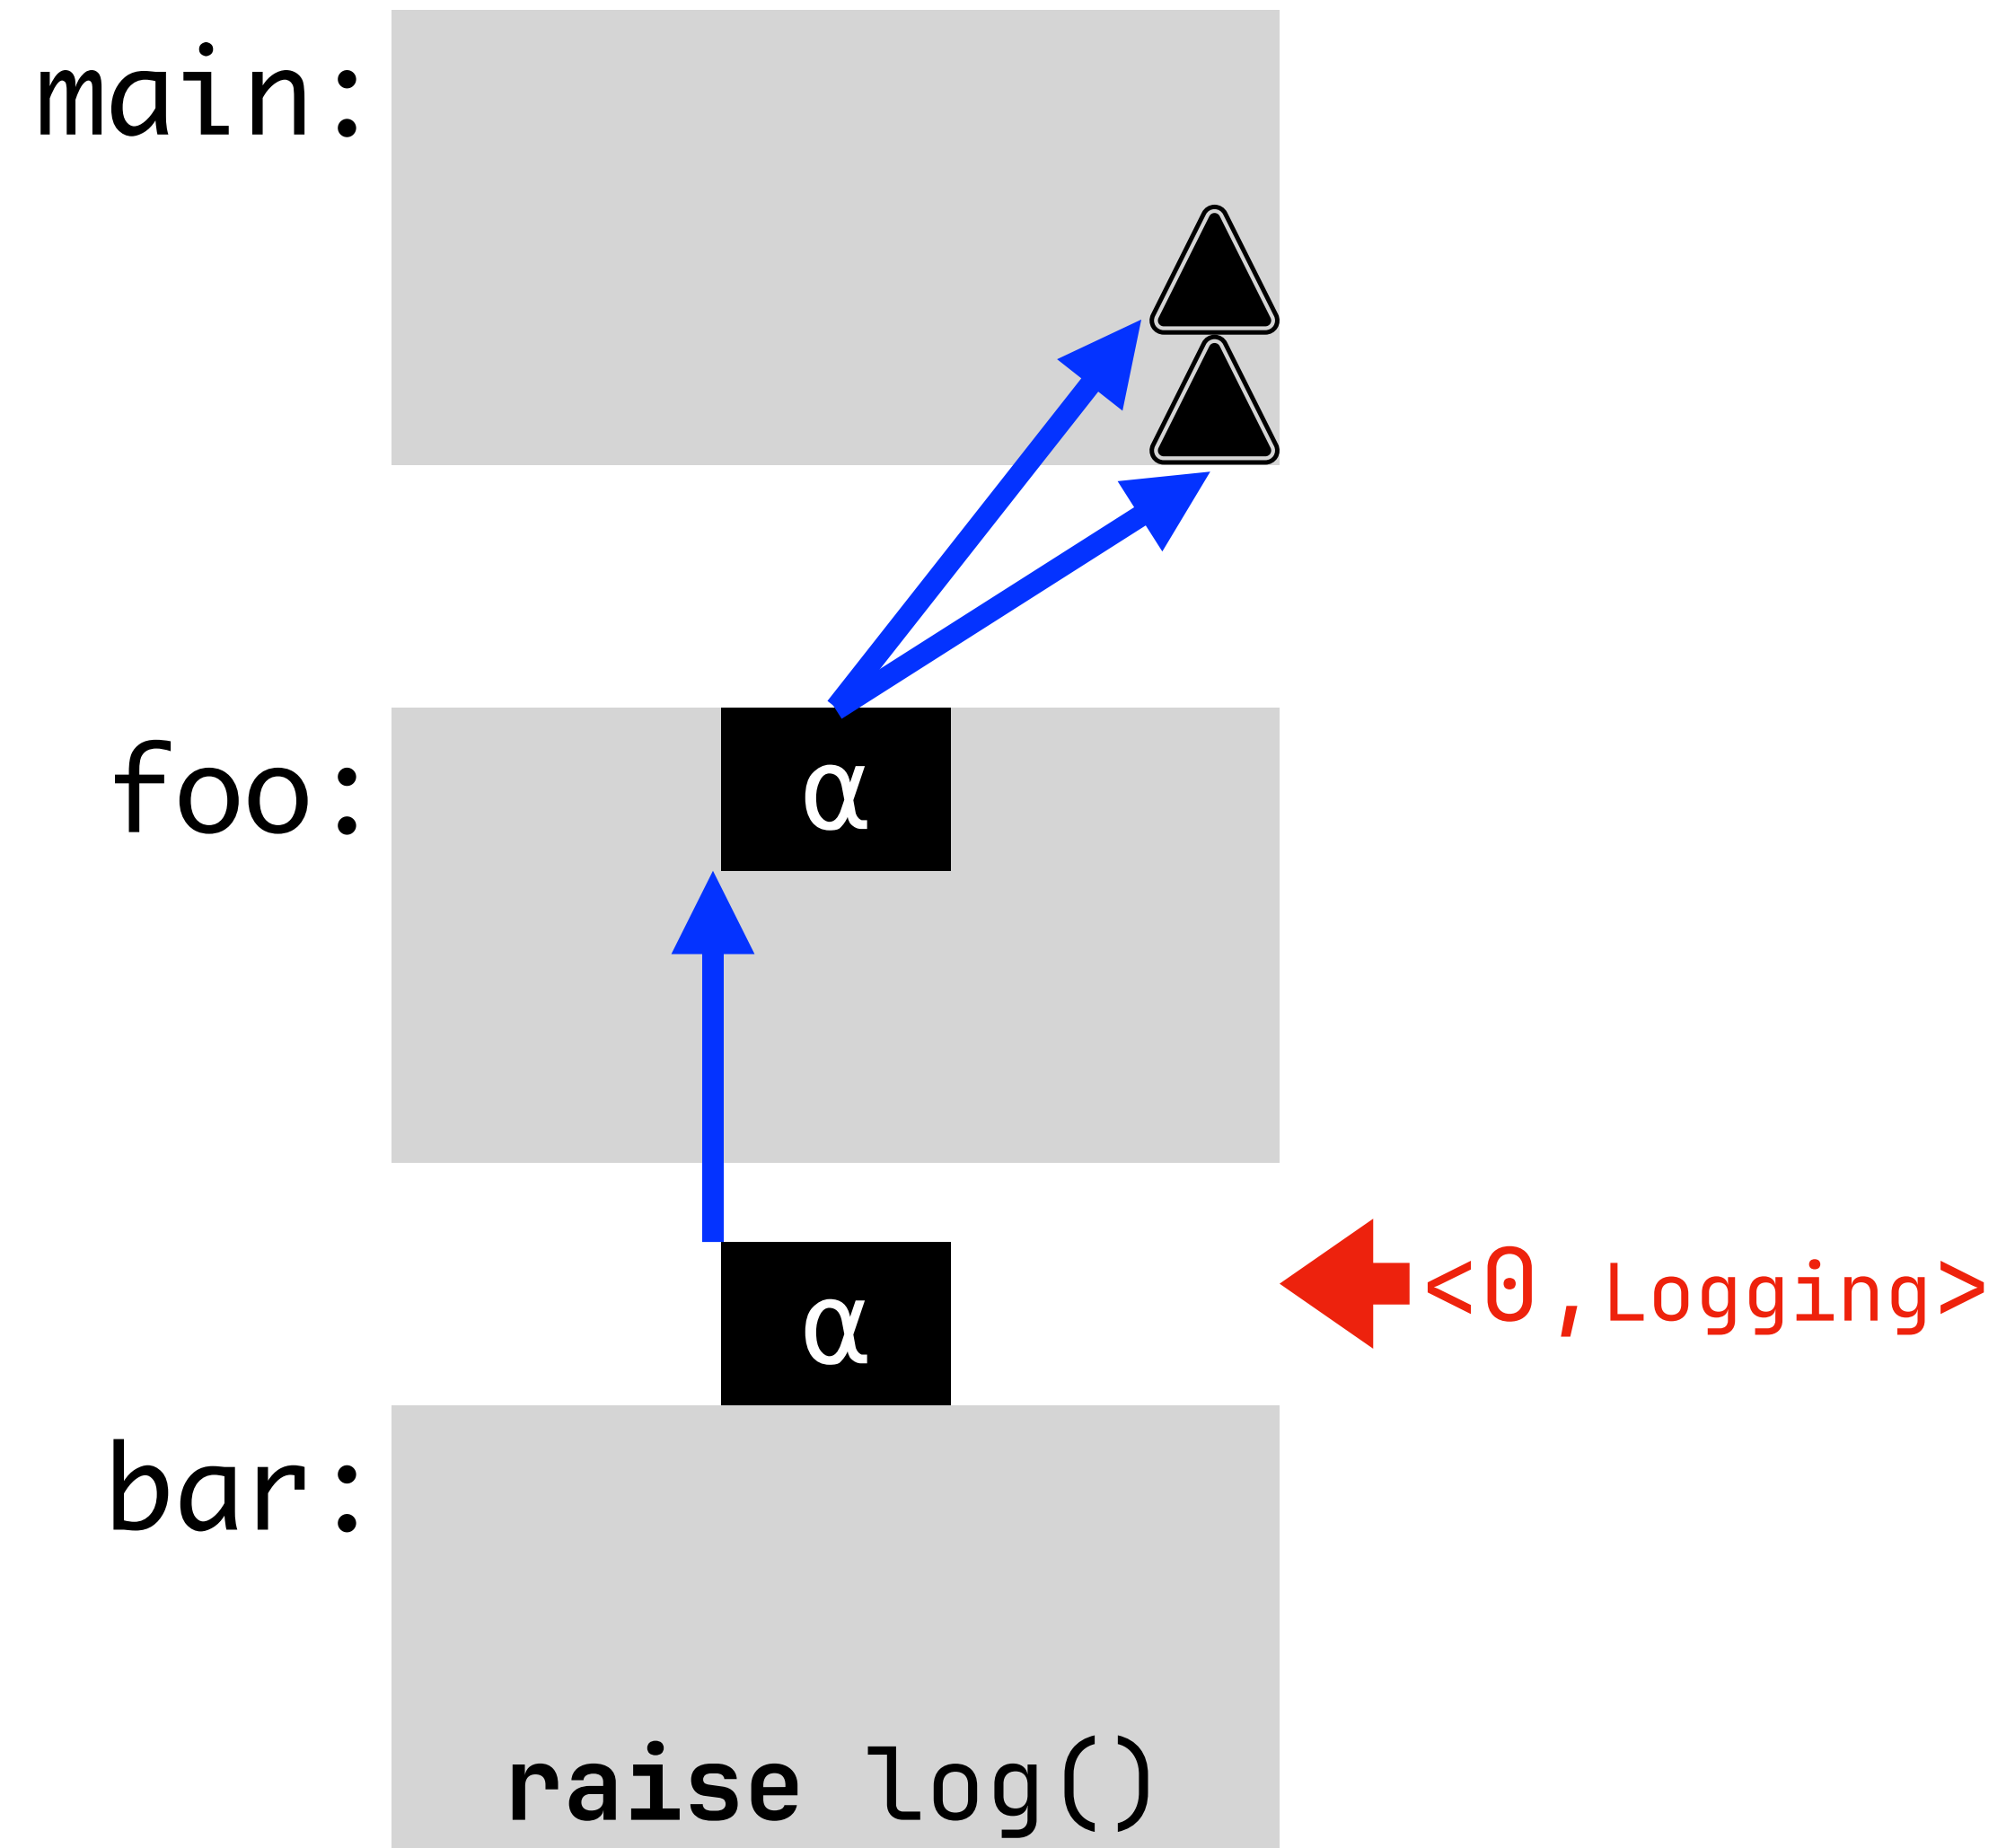 main:
foo:
α
α
<0,Logging>
bar:
raise log()